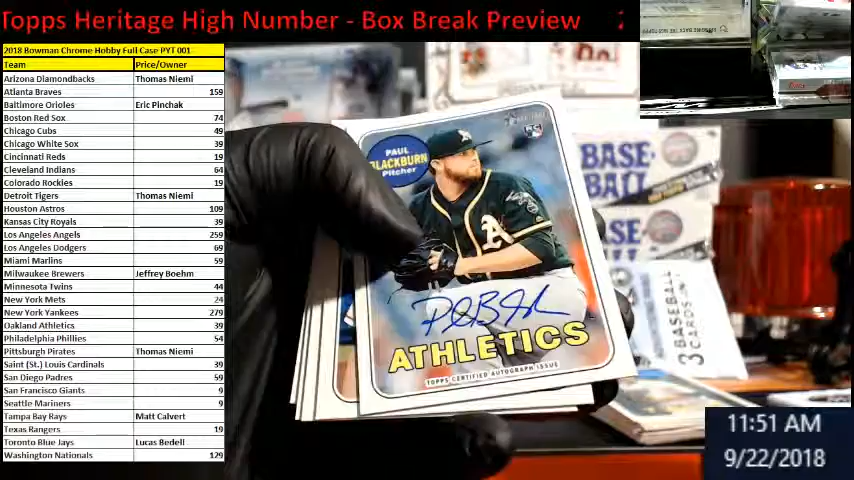 Topps Heritage High Number - Box Break Preview
2018 Bowman Chrome Hobby Full Case PYT 001
Team Price/Owner
Arizona Diamondbacks Thomas Niemi
Atlanta Braves 159
Baltimore Orioles Eric Pinchak
Boston Red Sox 74
Chicago Cubs 49
Chicago White Sox 39
Cincinnati Reds 19
Cleveland Indians 64
Colorado Rockies 19
Detroit Tigers Thomas Niemi
Houston Astros 109
Kansas City Royals 39
Los Angeles Angels 259
Los Angeles Dodgers 69
Miami Marlins 59
Milwaukee Brewers Jeffrey Boehm
Minnesota Twins 44
New York Mets 24
New York Yankees 279
Oakland Athletics 39
Philadelphia Phillies 54
Pittsburgh Pirates Thomas Niemi
Saint (St.) Louis Cardinals 39
San Diego Padres 59
San Francisco Giants 9
Seattle Mariners 9
Tampa Bay Rays Matt Calvert
Texas Rangers 19
Toronto Blue Jays Lucas Bedell
Washington Nationals 129
PAUL
BLACKBURN
Pitcher
RC
A
A
ATHLETICS
TOPPS CERTIFIED AUTOGRAPH ISSUE
BASE-
BALL
BASE
3 BASEBALL
CARDS
11:51 AM
9/22/2018